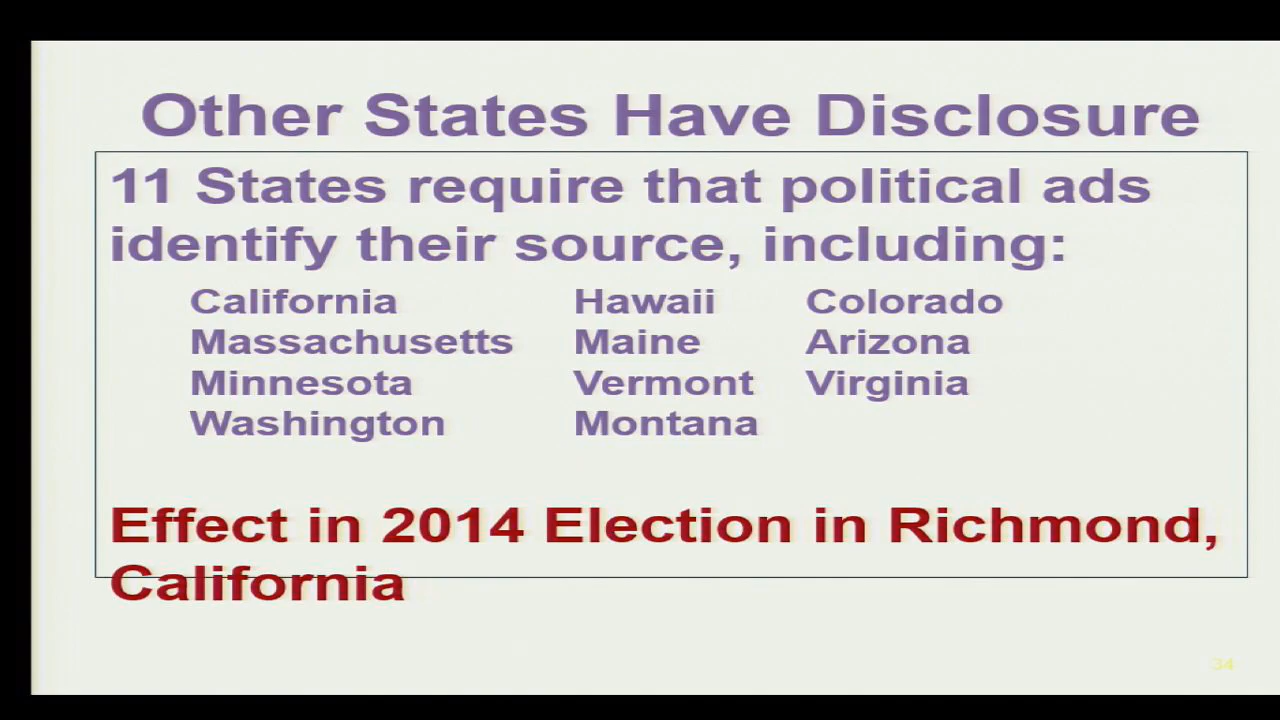 Other States Have Disclosure
11 States require that political ads
identify their source, including:
California Hawaii Colorado
Massachusetts Maine Arizona
Minnesota Vermont Virginia
Washington Montana
Effect in 2014 Election in Richmond,
California
34